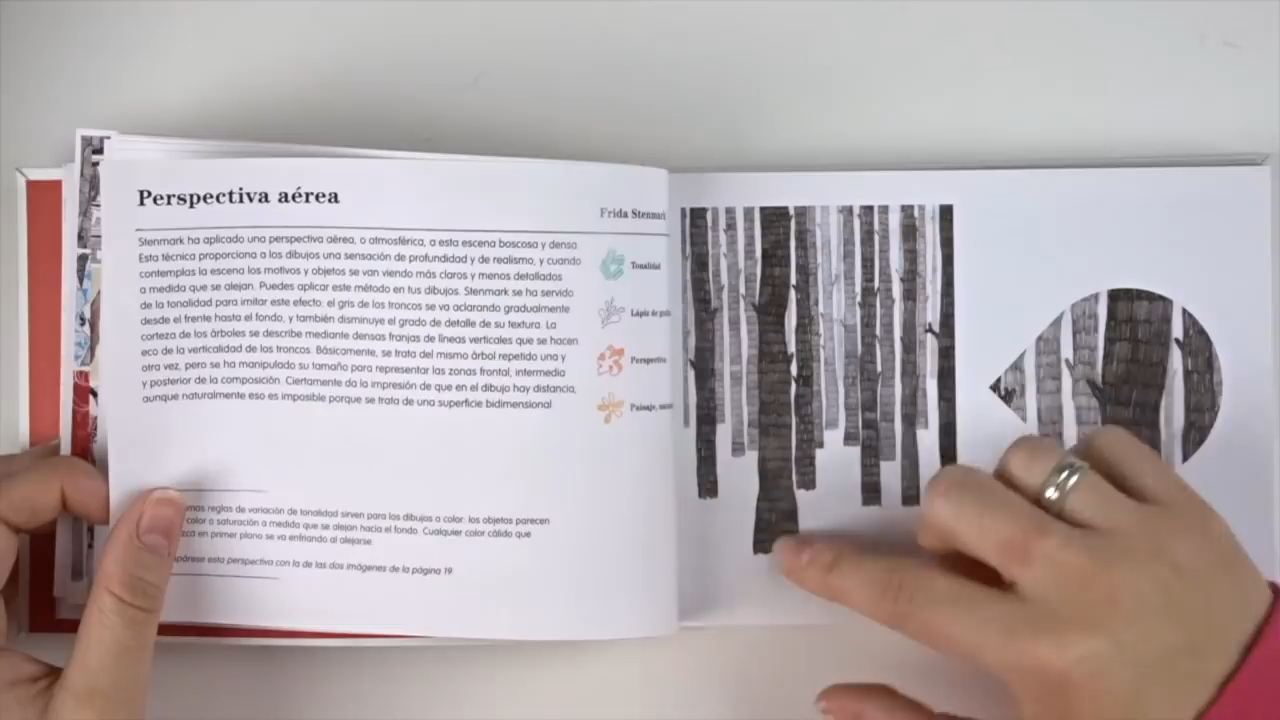 Perspectiva aérea
Stenmark ha aplicado una perspectiva aérea, o atmosférica, a esta escena boscosa y densa.
Esta técnica proporciona a los dibujos una sensación de profundidad y de realismo, y cuando
contemplas la escena los motivos y objetos se van viendo más claros y menos detallados
a medida que se alejan. Puedes aplicar este método en tus dibujos. Stenmark se ha servido
de la tonalidad para imitar este efecto: el gris de los troncos se va aclarando gradualmente
desde el frente hasta el fondo, y también disminuye el grado de detalle de su textura. La
corteza de los árboles se describe mediante densas franjas de líneas verticales que se hacen
eco de la verticalidad de los troncos. Básicamente, se trata del mismo árbol repetido una y
otra vez, pero se ha manipulado su tamaño para representar las zonas frontal, intermedia
y posterior de la composición. Ciertamente da la impresión de que en el dibujo hay distancia,
aunque naturalmente eso es imposible porque se trata de una superficie bidimensional.
reglas de variación de tonalidad sirven para los dibujos a color: los objetos parecen
color o saturación a medida que se alejan hacia el fondo. Cualquier color cálido que
en primer plano se va enfriando al alejarse.
esta perspectiva con la de las dos imágenes de la página 19.
Frida Stenmark
Tonalidad
Lápiz de
Perspectiva
Paisaje,